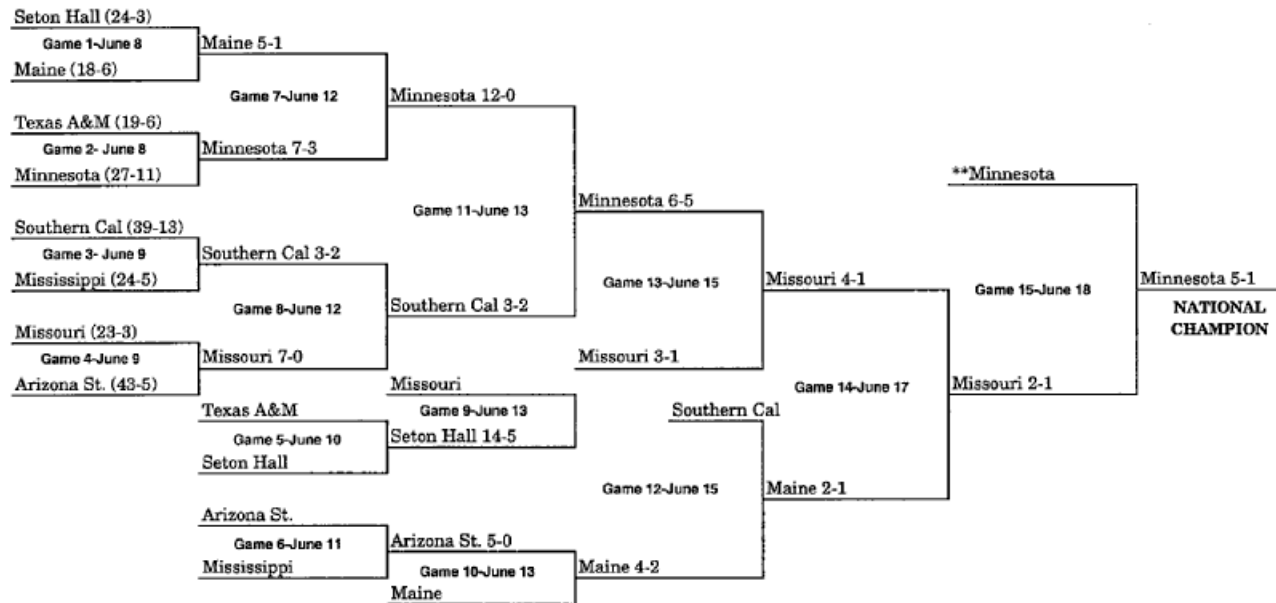 Seton Hall (24-3)
Game 1-June 8
Maine (18-6)
Maine 5-1
Game 7-June 12
Texas A&M (19-6)
Game 2- June 8
Minnesota (27-11)
Minnesota 7-3
Minnesota 12-0
Game 11-June 13
Southern Cal (39-13)
Game 3- June 9
Mississippi (24-5)
Southern Cal 3-2
Game 8-June 12
Missouri (23-3)
Game 4-June 9
Arizona St. (43-5)
Missouri 7-0
Southern Cal 3-2
Minnesota 6-5
Game 13-June 15
Missouri 3-1
Missouri 4-1
Texas A&M
Game 5-June 10
Seton Hall
Missouri
Game 9-June 13
Seton Hall 14-5
Arizona St.
Game 6-June 11
Mississippi
Arizona St. 5-0
Game 10-June 13
Maine
Southern Cal
Game 12-June 15
Maine 4-2
Maine 2-1
Game 14-June 17
**Minnesota
Game 15-June 18
Missouri 2-1
Minnesota 5-1
NATIONAL
CHAMPION